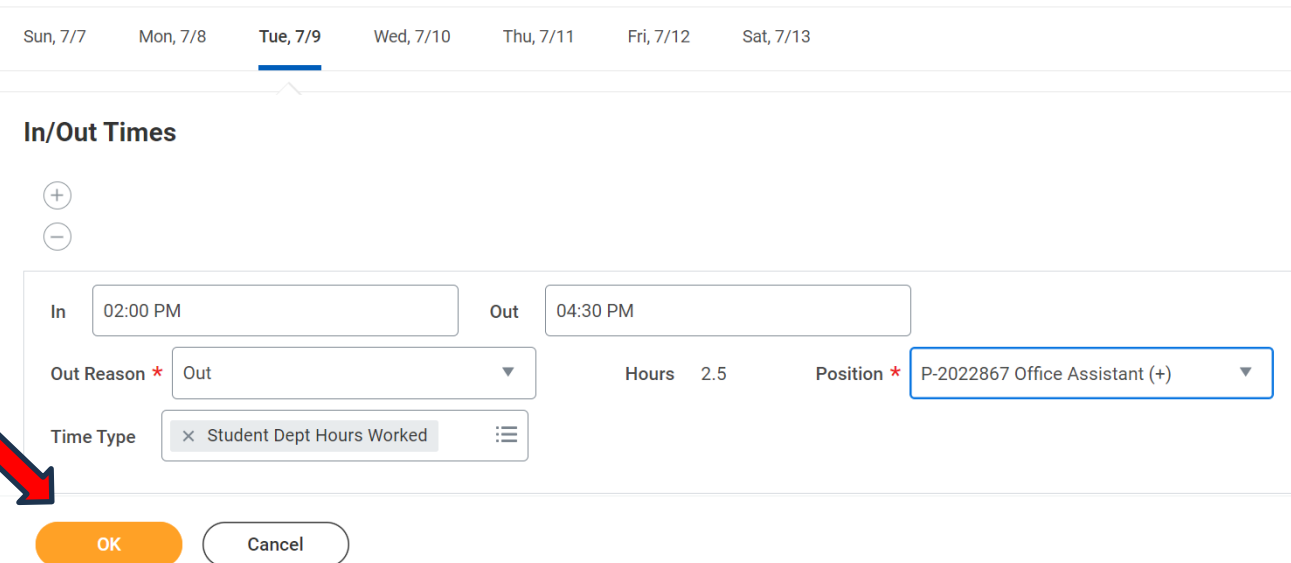 Sun, 7/7 Mon, 7/8 Tue, 7/9 Wed, 7/10 Thu, 7/11 Fri, 7/12 Sat, 7/13
In/Out Times
In 02:00 PM Out 04:30 PM
Out Reason * Out Hours 2.5 Position * P-2022867 Office Assistant (+)
Time Type × Student Dept Hours Worked
OK Cancel